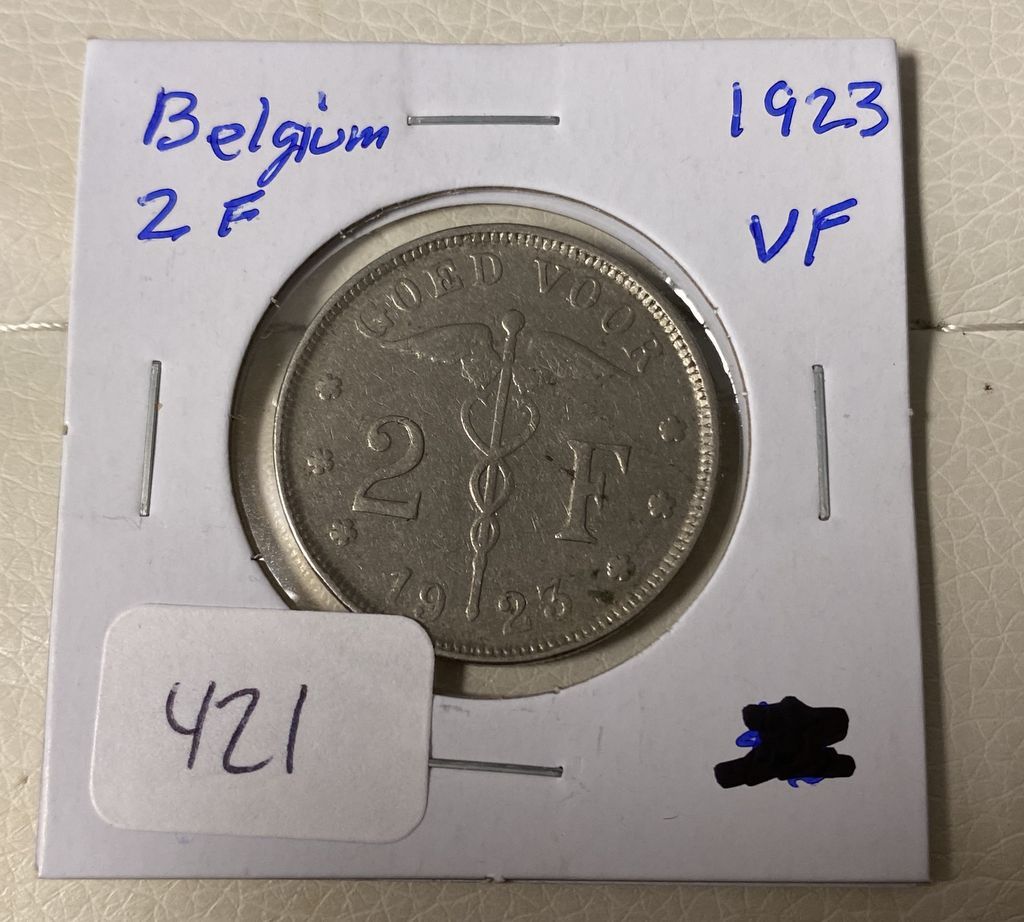 Belgium
2 F
1923
VF
GOED VOOR
2 F
1923
421